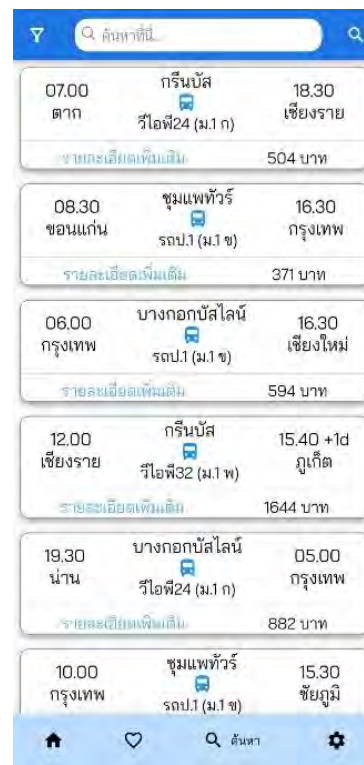 ค้นหาที่นี่...
07.00 กรีนบัส 18.30
ตาก วีไอพี24 (ม.1 ก) เชียงราย
รายละเอียดเพิ่มเติม 504 บาท
08.30 ชุมแพทัวร์ 16.30
ขอนแก่น รถป.1 (ม.1 ข) กรุงเทพ
รายละเอียดเพิ่มเติม 371 บาท
06.00 บางกอกบัสไลน์ 16.30
กรุงเทพ รถป.1 (ม.1 ข) เชียงใหม่
รายละเอียดเพิ่มเติม 594 บาท
12.00 กรีนบัส 15.40 +1d
เชียงราย วีไอพี32 (ม.1 พ) ภูเก็ต
รายละเอียดเพิ่มเติม 1644 บาท
19.30 บางกอกบัสไลน์ 05.00
น่าน วีไอพี24 (ม.1 ก) กรุงเทพ
รายละเอียดเพิ่มเติม 882 บาท
10.00 ชุมแพทัวร์ 15.30
กรุงเทพ รถป.1 (ม.1 ข) ชัยภูมิ
ค้นหา